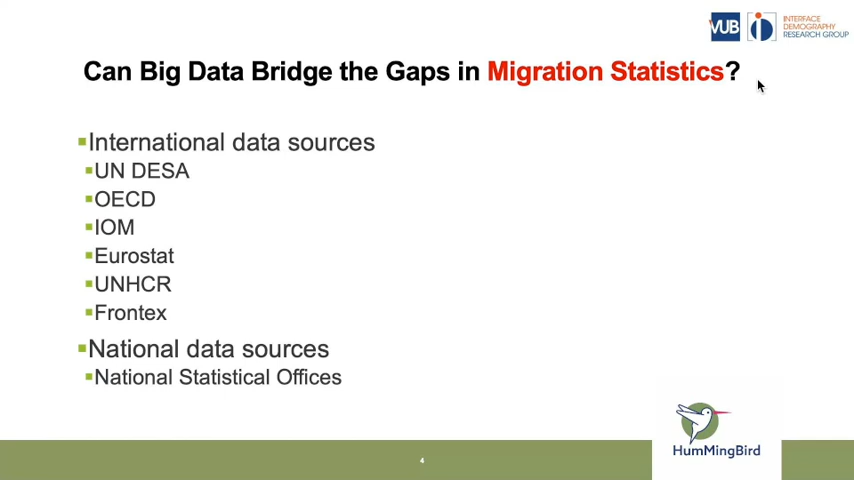 VUB
INTERFACE
DEMOGRAPHY
RESEARCH GROUP
Can Big Data Bridge the Gaps in Migration Statistics?
International data sources
UN DESA
OECD
IOM
Eurostat
UNHCR
Frontex
National data sources
National Statistical Offices
HumMingBird
4